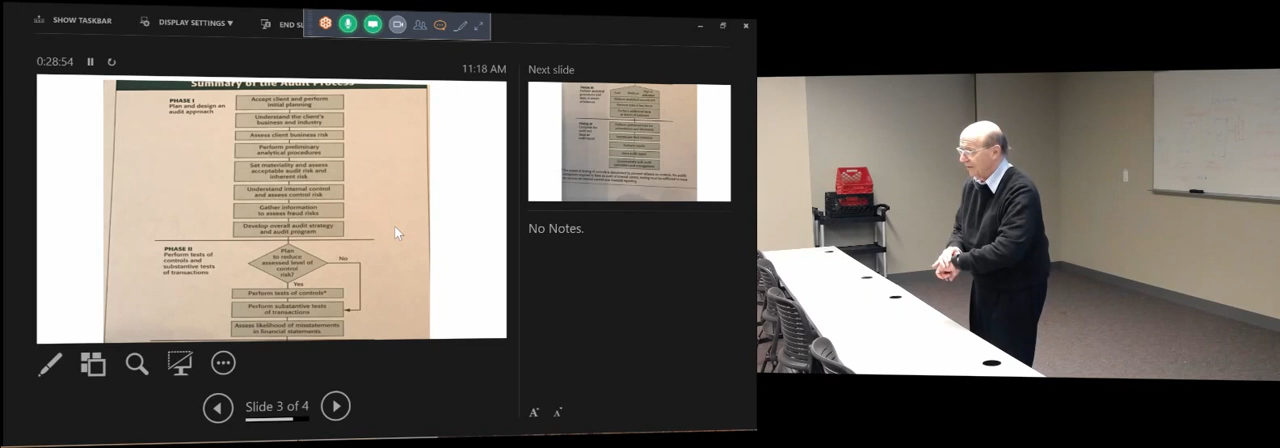 SHOW TASKBAR
DISPLAY SETTINGS ▼
END SL
0:28:54
11:18 AM
Next slide
Summary of the Audit Process
PHASE I
Plan and design an
audit approach
Accept client and perform
initial planning
Understand the client's
business and industry
Assess client business risk
Perform preliminary
analytical procedures
Set materiality and assess
acceptable audit risk and
inherent risk
Understand internal control
and assess control risk
Gather information
to assess fraud risks
Develop overall audit strategy
and audit program
PHASE II
Perform tests of
controls and
substantive tests
of transactions
Plan
to reduce
assessed level of
control
risk?
No
Yes
Perform tests of controls*
Perform substantive tests
of transactions
Assess likelihood of misstatements
in financial statements
No Notes.
Slide 3 of 4
A
A